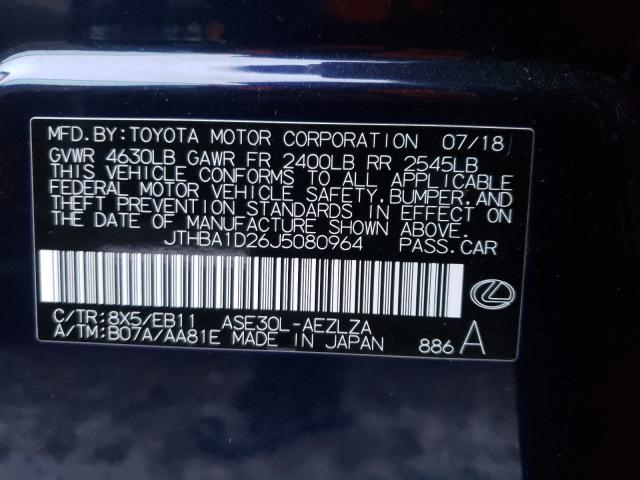 MFD.BY:TOYOTA MOTOR CORPORATION 07/18
GVWR 4630LB GAWR FR 2400LB RR 2545LB
THIS VEHICLE CONFORMS TO ALL APPLICABLE
FEDERAL MOTOR VEHICLE SAFETY,BUMPER,AND
THEFT PREVENTION STANDARDS IN EFFECT ON
THE DATE OF MANUFACTURE SHOWN ABOVE.
JTHBA1D26J5080964 PASS.CAR
C/TR:8X5/EB11 ASE30L-AEZLZA
A/TM:B07A/AA81E MADE IN JAPAN 886 A